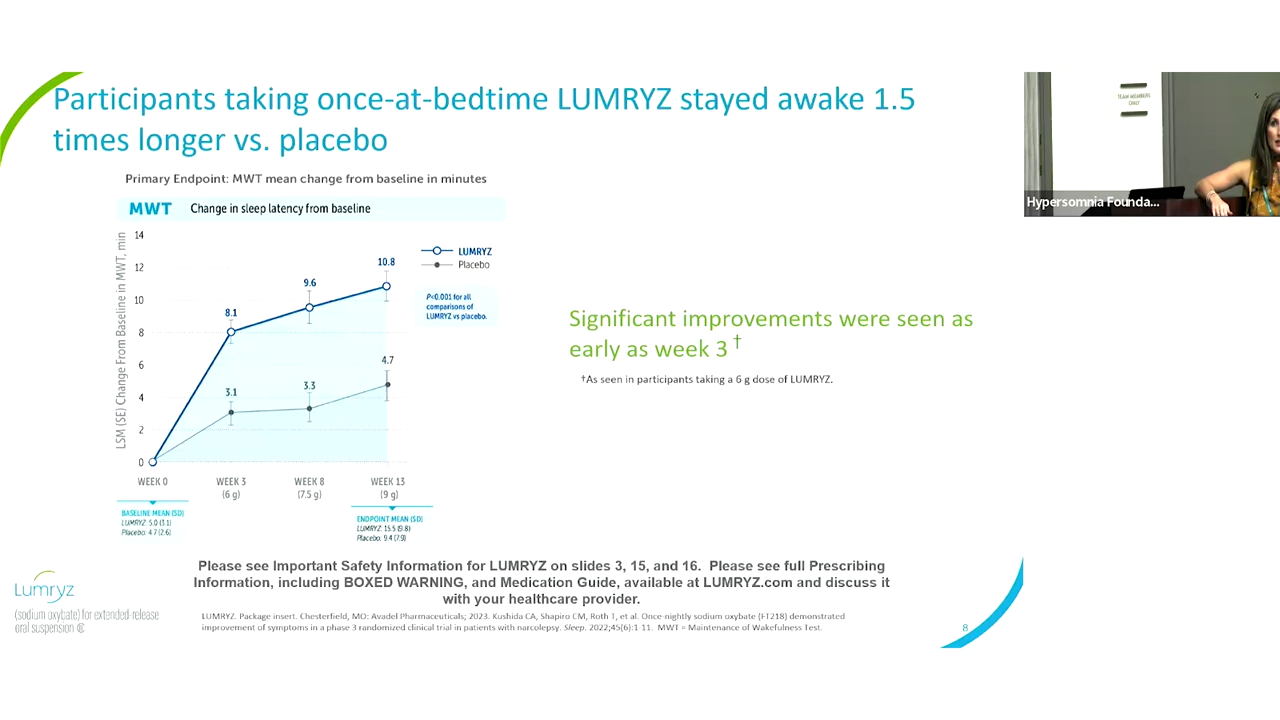 Participants taking once-at-bedtime LUMRYZ stayed awake 1.5
times longer vs. placebo
Primary Endpoint: MWT mean change from baseline in minutes
MWT Change in sleep latency from baseline
LSM (SE) Change From Baseline in MWT, min
14
12
10
8
6
4
2
0
8.1
9.6
10.8
3.1
3.3
4.7
LUMRYZ
Placebo
P<0.001 for all
comparisons of
LUMRYZ vs placebo.
WEEK 0
WEEK 3
(6 g)
WEEK 8
(7.5 g)
WEEK 13
(9 g)
BASELINE MEAN (SD)
LUMRYZ: 5.0 (3.1)
Placebo: 4.7 (2.6)
ENDPOINT MEAN (SD)
LUMRYZ: 15.5 (9.8)
Placebo: 9.4 (7.9)
Significant improvements were seen as
early as week 3 †
†As seen in participants taking a 6 g dose of LUMRYZ.
Please see Important Safety Information for LUMRYZ on slides 3, 15, and 16. Please see full Prescribing
Information, including BOXED WARNING, and Medication Guide, available at LUMRYZ.com and discuss it
with your healthcare provider.
LUMRYZ. Package insert. Chesterfield, MO: Avadel Pharmaceuticals; 2023. Kushida CA, Shapiro CM, Roth T, et al. Once-nightly sodium oxybate (FT218) demonstrated
improvement of symptoms in a phase 3 randomized clinical trial in patients with narcolepsy. Sleep. 2022;45(6):1-11. MWT = Maintenance of Wakefulness Test.
Lumryz
(sodium oxybate) for extended-release
oral suspension
8
TEAM MEMBERS
ONLY
Hypersomnia Founda...